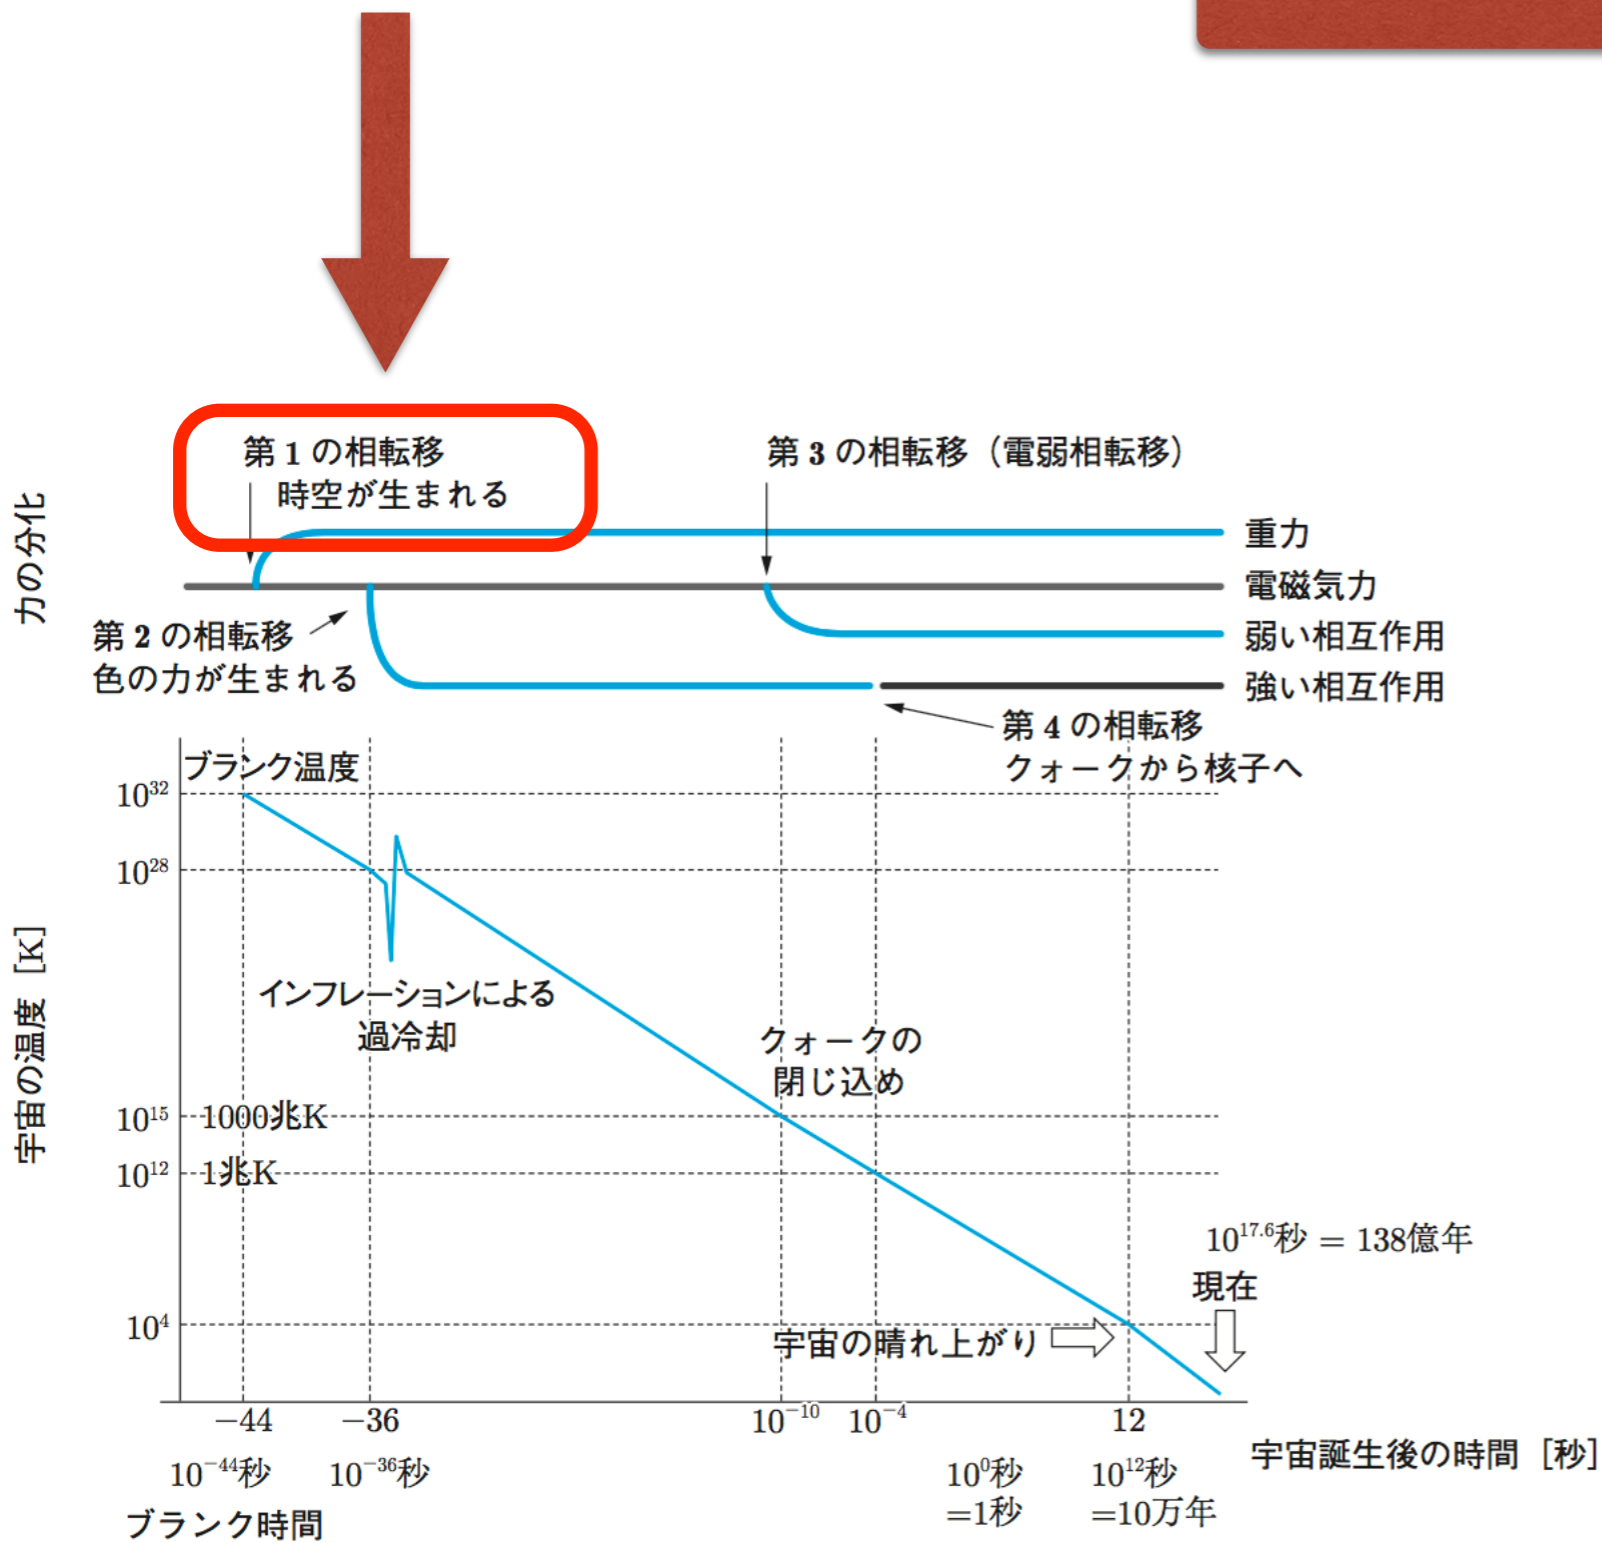 第 1 の相転移
時空が生まれる
第 3 の相転移（電弱相転移）
力の分化
重力
電磁気力
弱い相互作用
強い相互作用
第 2 の相転移
色の力が生まれる
第 4 の相転移
クォークから核子へ
ブランク温度
10³²
10²⁸
インフレーションによる
過冷却
宇宙の温度［K］
クォークの
閉じ込め
10¹⁵ 1000兆K
10¹² 1兆K
10¹⁷·⁶秒 = 138億年
現在
10⁴
宇宙の晴れ上がり
−44 −36 10⁻¹⁰ 10⁻⁴ 12
宇宙誕生後の時間［秒］
10⁻⁴⁴秒 10⁻³⁶秒 10⁰秒 10¹²秒
=1秒 =10万年
ブランク時間